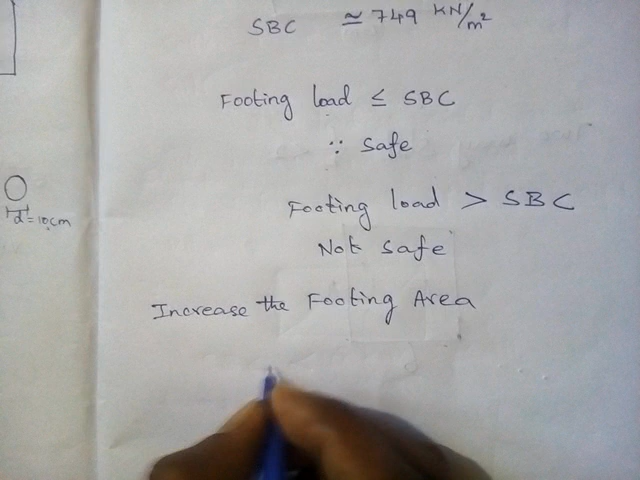 SBC ≃ 749 KN/m²
Footing load ≤ SBC
∵ Safe
d = 10cm
Footing load > SBC
Not safe
Increase the Footing Area